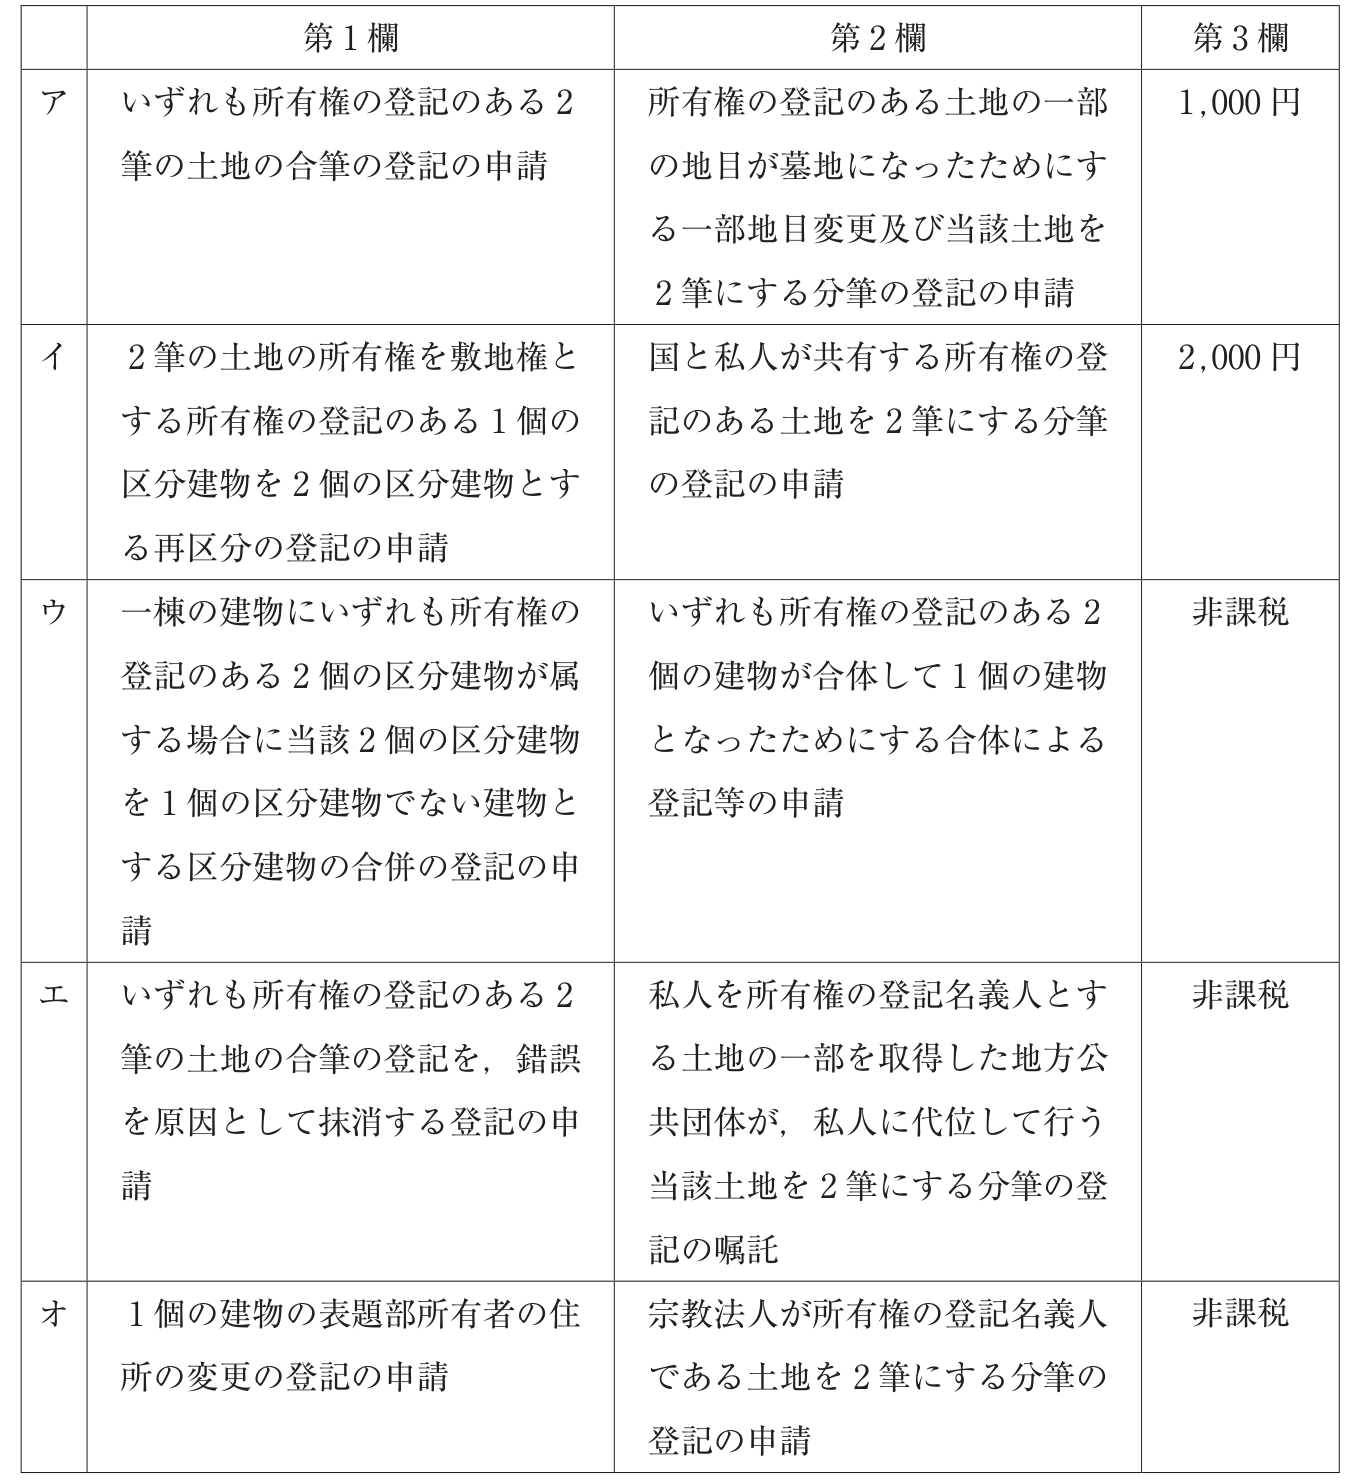 第1欄 第2欄 第3欄
ア いずれも所有権の登記のある2 所有権の登記のある土地の一部 1,000円
筆の土地の合筆の登記の申請 の地目が墓地になったためにす
る一部地目変更及び当該土地を
2筆にする分筆の登記の申請
イ 2筆の土地の所有権を敷地権と 国と私人が共有する所有権の登 2,000円
する所有権の登記のある1個の 記のある土地を2筆にする分筆
区分建物を2個の区分建物とす の登記の申請
る再区分の登記の申請
ウ 一棟の建物にいずれも所有権の いずれも所有権の登記のある2 非課税
登記のある2個の区分建物が属 個の建物が合体して1個の建物
する場合に当該2個の区分建物 となったためにする合体による
を1個の区分建物でない建物と 登記等の申請
する区分建物の合併の登記の申
請
エ いずれも所有権の登記のある2 私人を所有権の登記名義人とす 非課税
筆の土地の合筆の登記を，錯誤 る土地の一部を取得した地方公
を原因として抹消する登記の申 共団体が，私人に代位して行う
請 当該土地を2筆にする分筆の登
記の嘱託
オ 1個の建物の表題部所有者の住 宗教法人が所有権の登記名義人 非課税
所の変更の登記の申請 である土地を2筆にする分筆の
登記の申請